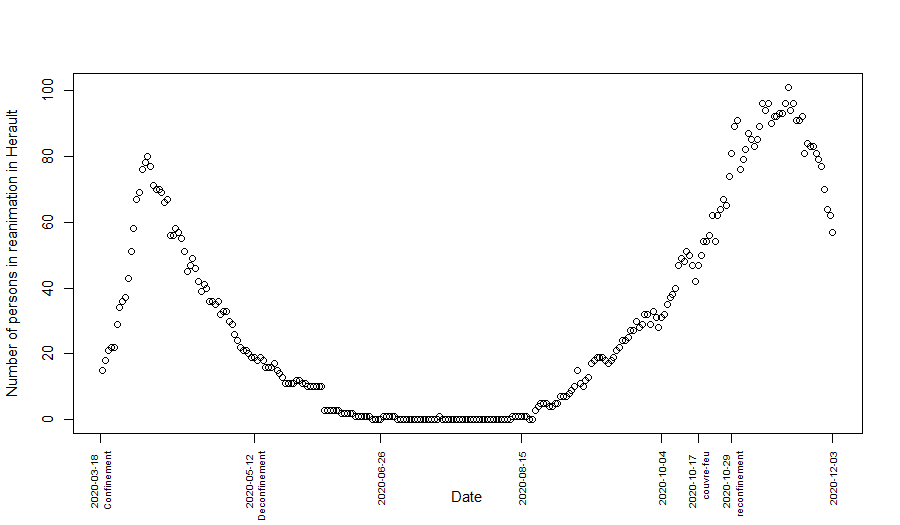 Number of persons in reanimation in Herault
100
80
60
40
20
0
2020-03-18
Confinement
2020-05-12
Deconfinement
2020-06-26
2020-08-15
2020-10-04
2020-10-17
couvre-feu
2020-10-29
reconfinement
2020-12-03
Date